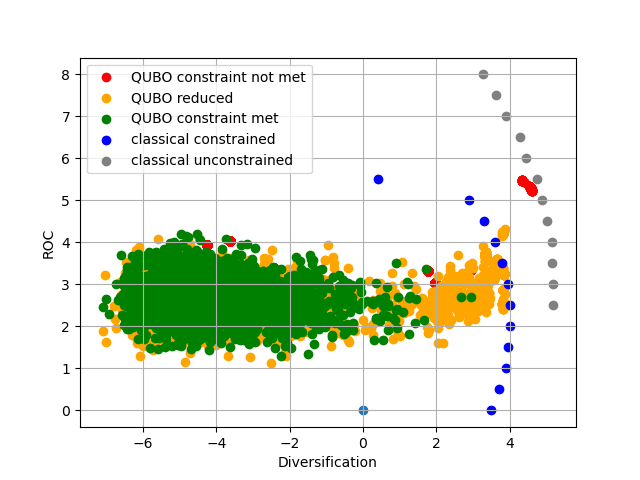 QUBO constraint not met
QUBO reduced
QUBO constraint met
classical constrained
classical unconstrained
8
7
6
5
4
3
2
1
0
ROC
−6
−4
−2
0
2
4
Diversification